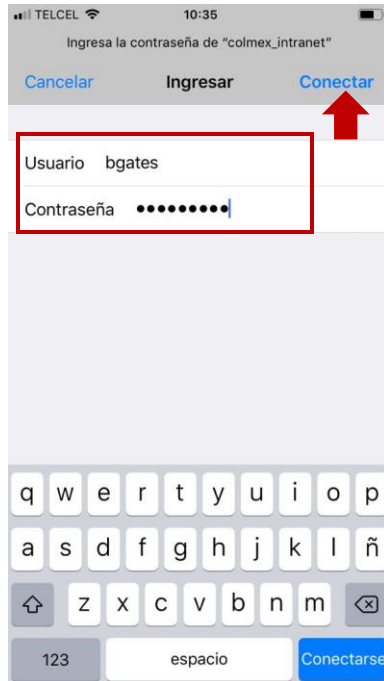 TELCEL 10:35
Ingresa la contraseña de “colmex_intranet”
Cancelar Ingresar Conectar
Usuario bgates
Contraseña •••••••••
q w e r t y u i o p
a s d f g h j k l ñ
z x c v b n m
123 espacio Conectarse